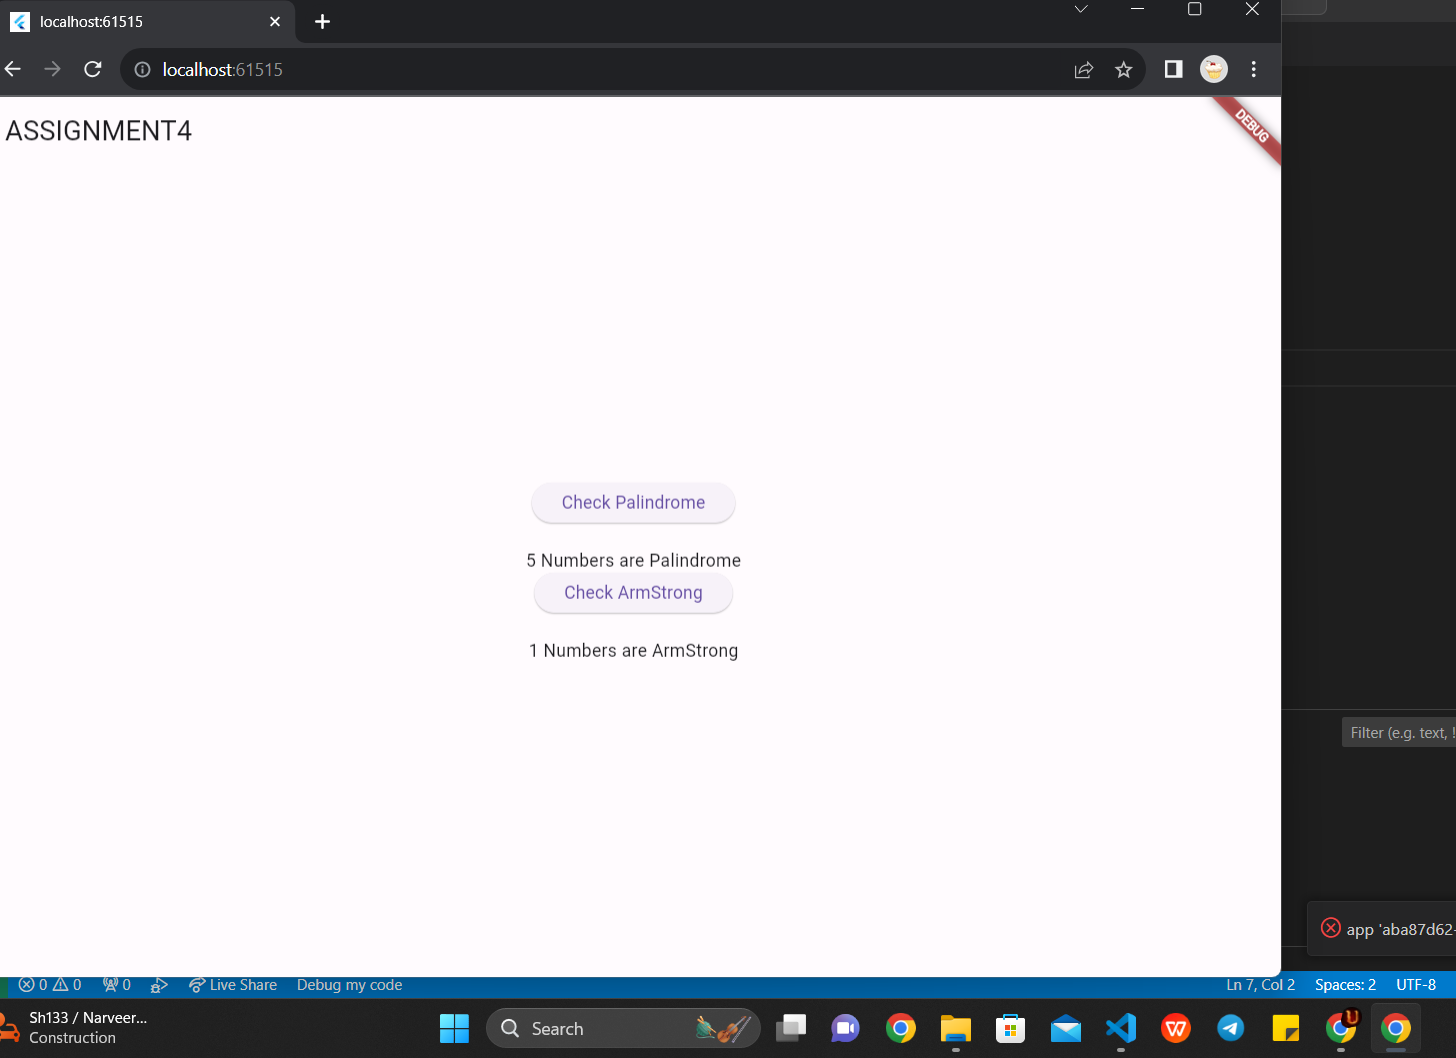 localhost:61515
localhost:61515
ASSIGNMENT4
DEBUG
Check Palindrome
5 Numbers are Palindrome
Check ArmStrong
1 Numbers are ArmStrong
Filter (e.g. text, !
app 'aba87d62-
0 0 0 Live Share Debug my code Ln 7, Col 2 Spaces: 2 UTF-8
Sh133 / Narveer...
Construction
Search